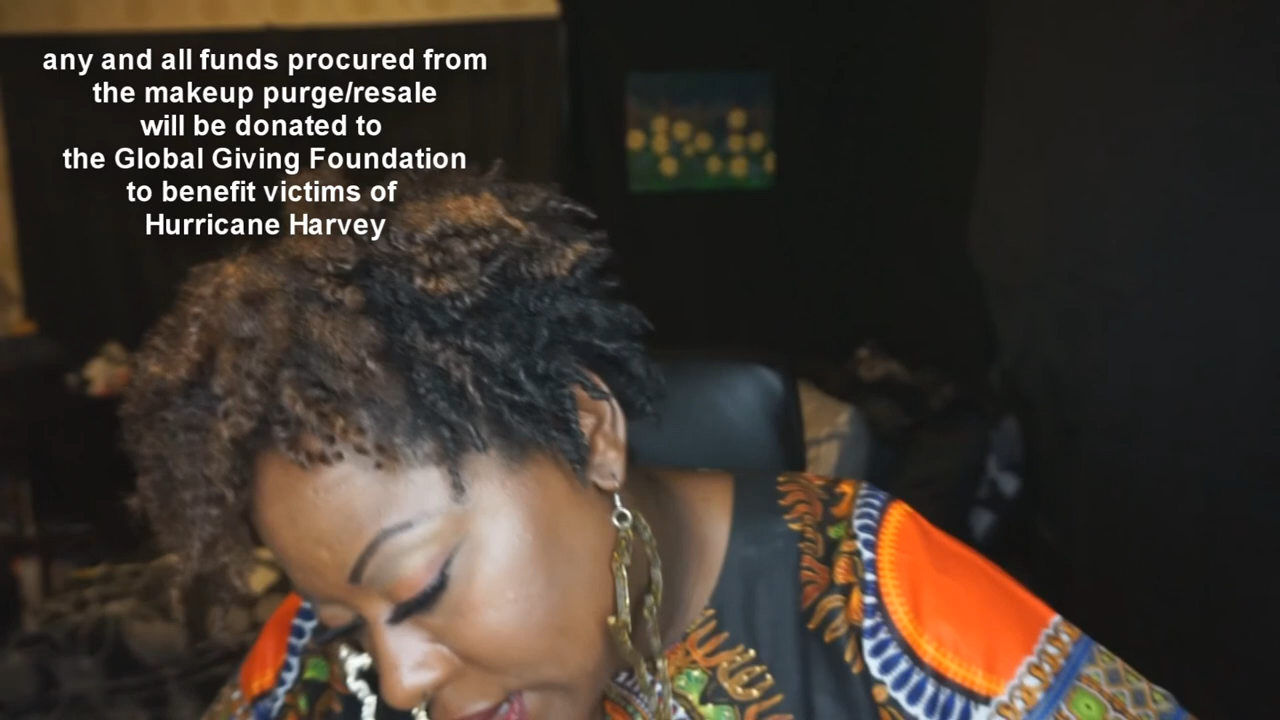 any and all funds procured from
the makeup purge/resale
will be donated to
the Global Giving Foundation
to benefit victims of
Hurricane Harvey